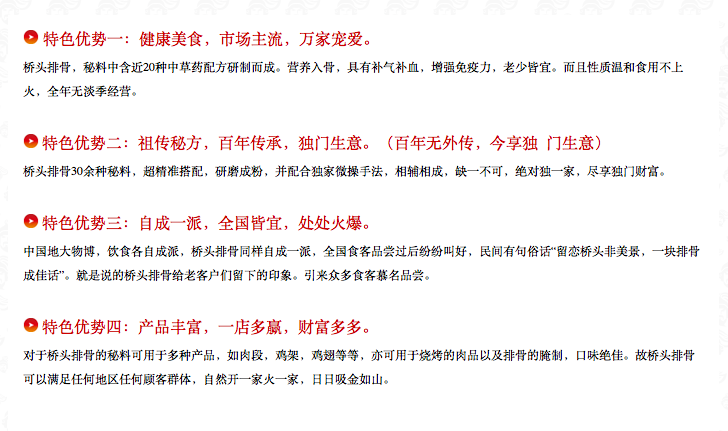 特色优势一：健康美食，市场主流，万家宠爱。
桥头排骨，秘料中含近20种中草药配方研制而成。营养入骨，具有补气补血，增强免疫力，老少皆宜。而且性质温和食用不上
火，全年无淡季经营。
特色优势二：祖传秘方，百年传承，独门生意。（百年无外传，今享独 门生意）
桥头排骨30余种秘料，超精准搭配，研磨成粉，并配合独家微操手法，相辅相成，缺一不可，绝对独一家，尽享独门财富。
特色优势三：自成一派，全国皆宜，处处火爆。
中国地大物博，饮食各自成派，桥头排骨同样自成一派，全国食客品尝过后纷纷叫好，民间有句俗话“留恋桥头非美景，一块排骨
成佳话”。就是说的桥头排骨给老客户们留下的印象。引来众多食客慕名品尝。
特色优势四：产品丰富，一店多赢，财富多多。
对于桥头排骨的秘料可用于多种产品，如肉段，鸡架，鸡翅等等，亦可用于烧烤的肉品以及排骨的腌制，口味绝佳。故桥头排骨
可以满足任何地区任何顾客群体，自然开一家火一家，日日吸金如山。